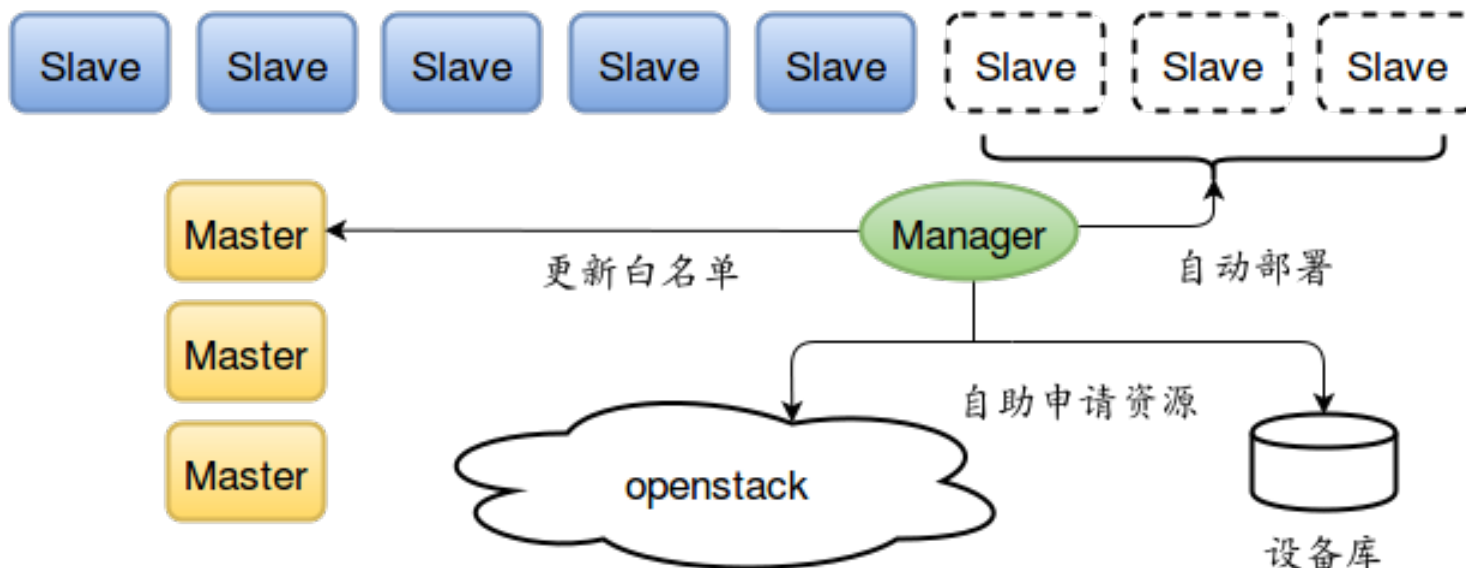 Slave Slave Slave Slave Slave Slave Slave Slave
Master
Manager
更新白名单
自动部署
Master
自助申请资源
Master
openstack
设备库